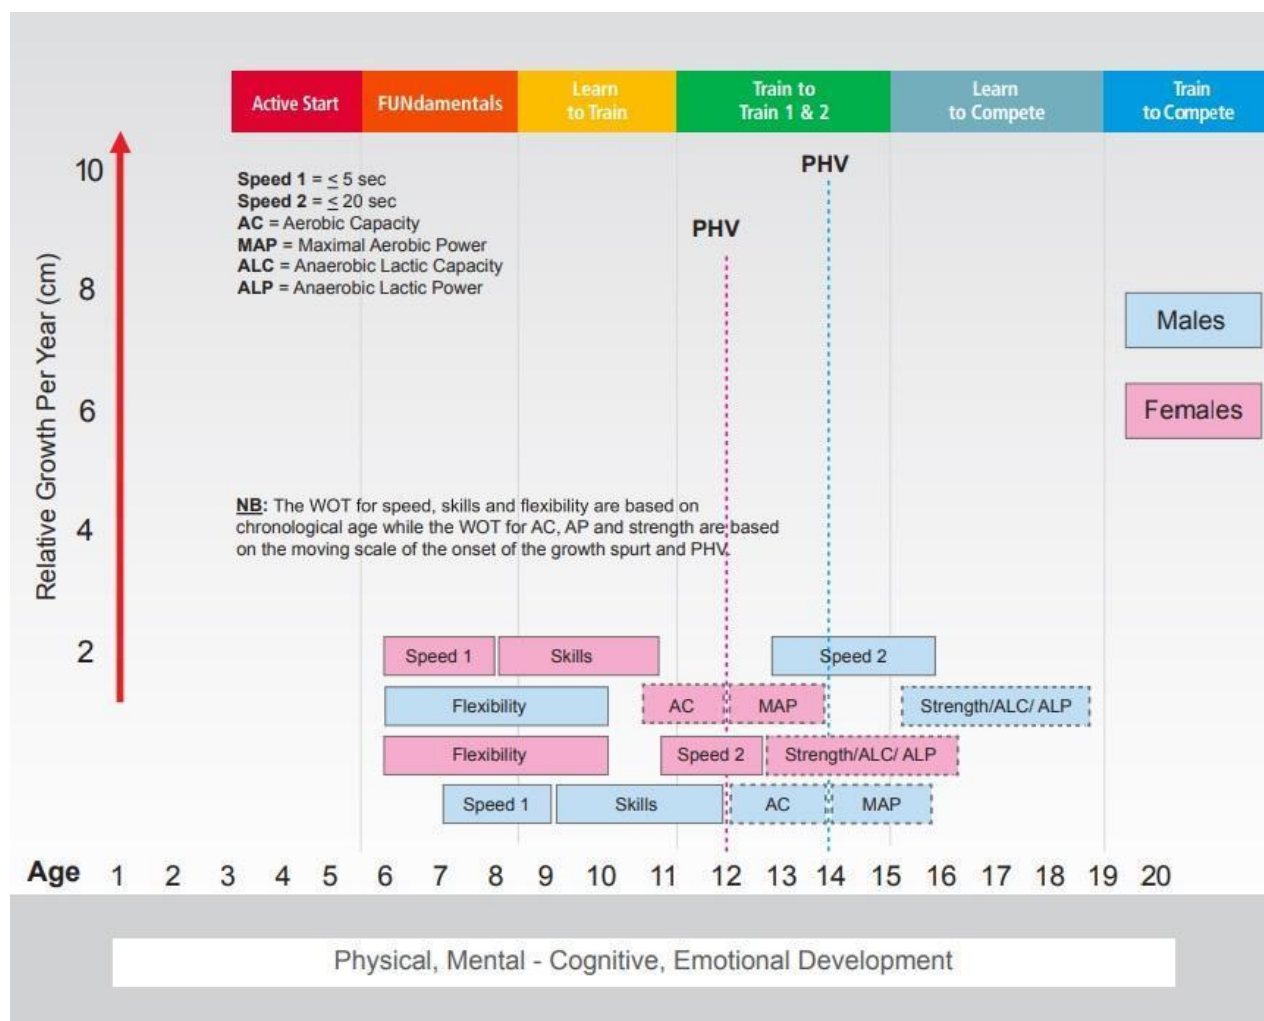 Active Start
FUNdamentals
Learn
to Train
Train to
Train 1 & 2
Learn
to Compete
Train
to Compete
10
8
6
4
2
Relative Growth Per Year (cm)
Speed 1 = ≤ 5 sec
Speed 2 = ≤ 20 sec
AC = Aerobic Capacity
MAP = Maximal Aerobic Power
ALC = Anaerobic Lactic Capacity
ALP = Anaerobic Lactic Power
PHV
PHV
Males
Females
NB: The WOT for speed, skills and flexibility are based on
chronological age while the WOT for AC, AP and strength are based
on the moving scale of the onset of the growth spurt and PHV.
Speed 1
Skills
Speed 2
Flexibility
AC
MAP
Strength/ALC/ ALP
Flexibility
Speed 2
Strength/ALC/ ALP
Speed 1
Skills
AC
MAP
Age 1 2 3 4 5 6 7 8 9 10 11 12 13 14 15 16 17 18 19 20
Physical, Mental - Cognitive, Emotional Development